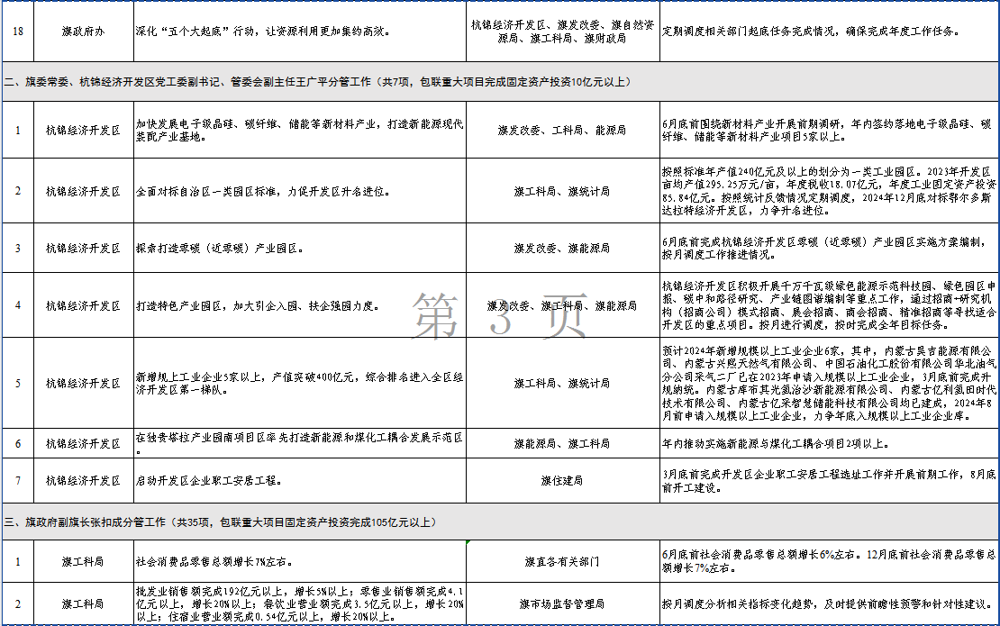 18
旗政府办
深化“五个大起底”行动，让资源利用更加集约高效。
杭锦经济开发区、旗发改委、旗自然资
源局、旗工科局、旗财政局
定期调度相关部门起底任务完成情况，确保完成年度工作任务。
二、旗委常委、杭锦经济开发区党工委副书记、管委会副主任王广平分管工作（共7项，包联重大项目完成固定资产投资10亿元以上）
1
杭锦经济开发区
加快发展电子级晶硅、碳纤维、储能等新材料产业，打造新能源现代
装配产业基地。
旗发改委、工科局、能源局
6月底前围绕新材料产业开展前期调研，年内签约落地电子级晶硅、碳
纤维、储能等新材料产业项目5家以上。
2
杭锦经济开发区
全面对标自治区一类园区标准，力促开发区升名进位。
旗工科局、旗统计局
按照标准年产值240亿元及以上的划分为一类工业园区。2023年开发区
亩均产值295.25万元/亩，年度税收18.07亿元，年度工业固定资产投资
85.84亿元。按照统计反馈情况定期调度，2024年12月底对标鄂尔多斯
达拉特经济开发区，力争升名进位。
3
杭锦经济开发区
探索打造零碳（近零碳）产业园区。
旗发改委、旗能源局
6月底前完成杭锦经济开发区零碳（近零碳）产业园区实施方案编制，
按月调度工作推进情况。
4
杭锦经济开发区
打造特色产业园区，加大引企入园、扶企强园力度。
旗发改委、旗工科局、旗能源局
杭锦经济开发区积极开展千万千瓦级绿色能源示范科技园、绿色园区申
报、碳中和路径研究、产业链图谱编制等重点工作，通过招商+研究机
构（招商公司）模式招商、展会招商、商会招商、精准招商等寻找适合
开发区的重点项目。按月进行调度，按时完成全年目标任务。
第 3 页
5
杭锦经济开发区
新增规上工业企业5家以上，产值突破400亿元，综合排名进入全区经
济开发区第一梯队。
旗工科局、旗统计局
预计2024年新增规模以上工业企业6家，其中，内蒙古昊吉能源有限公
司、内蒙古兴熙天然气有限公司、中国石油化工股份有限公司华北油气
分公司采气二厂已在2023年申请入规模以上工业企业，3月底前完成升
规纳统。内蒙古库布其光氢治沙新能源有限公司、内蒙古亿利氢田时代
技术有限公司、内蒙古亿采智慧储能科技有限公司均已建成，2024年8
月前申请入规模以上工业企业，力争年底入规模以上工业企业库。
6
杭锦经济开发区
在独贵塔拉产业园南项目区率先打造新能源和煤化工耦合发展示范区
。
旗能源局、旗工科局
年内推动实施新能源与煤化工耦合项目2项以上。
7
杭锦经济开发区
启动开发区企业职工安居工程。
旗住建局
3月底前完成开发区企业职工安居工程选址工作并开展前期工作，8月底
前开工建设。
三、旗政府副旗长张扣成分管工作（共35项，包联重大项目固定资产投资完成105亿元以上）
1
旗工科局
社会消费品零售总额增长7%左右。
旗直各有关部门
6月底前社会消费品零售总额增长6%左右。12月底前社会消费品零售总
额增长7%左右。
2
旗工科局
批发业销售额完成192亿元以上，增长5%以上；零售业销售额完成4.1
亿元以上，增长20%以上；餐饮业营业额完成3.5亿元以上，增长20%
以上；住宿业营业额完成0.54亿元以上，增长20%以上。
旗市场监督管理局
按月调度分析相关指标变化趋势，及时提供前瞻性预警和针对性建议。